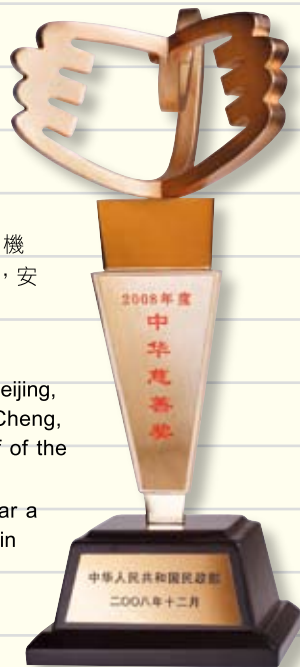 機
，安
eijing,
Cheng,
f of the
ar a
in
2008年度
中
华
慈
善
奖
中华人民共和国民政部
二〇〇八年十二月